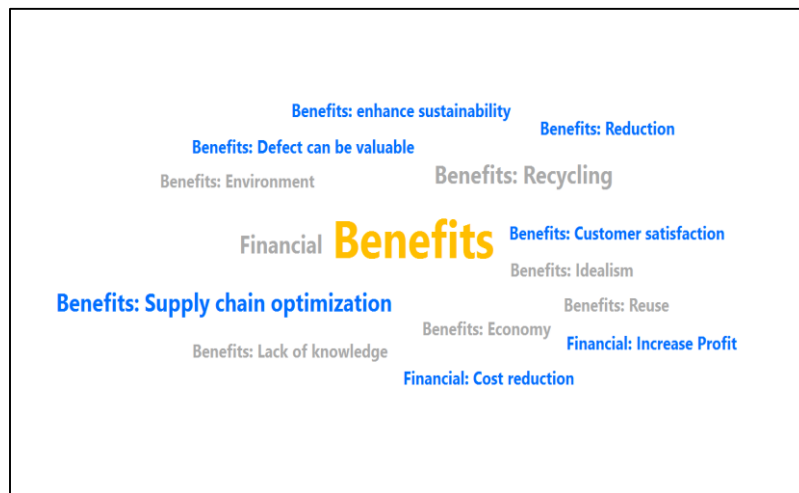 Benefits: enhance sustainability
Benefits: Reduction
Benefits: Defect can be valuable
Benefits: Recycling
Benefits: Environment
Financial
Benefits
Benefits: Customer satisfaction
Benefits: Idealism
Benefits: Supply chain optimization
Benefits: Reuse
Benefits: Economy
Financial: Increase Profit
Benefits: Lack of knowledge
Financial: Cost reduction